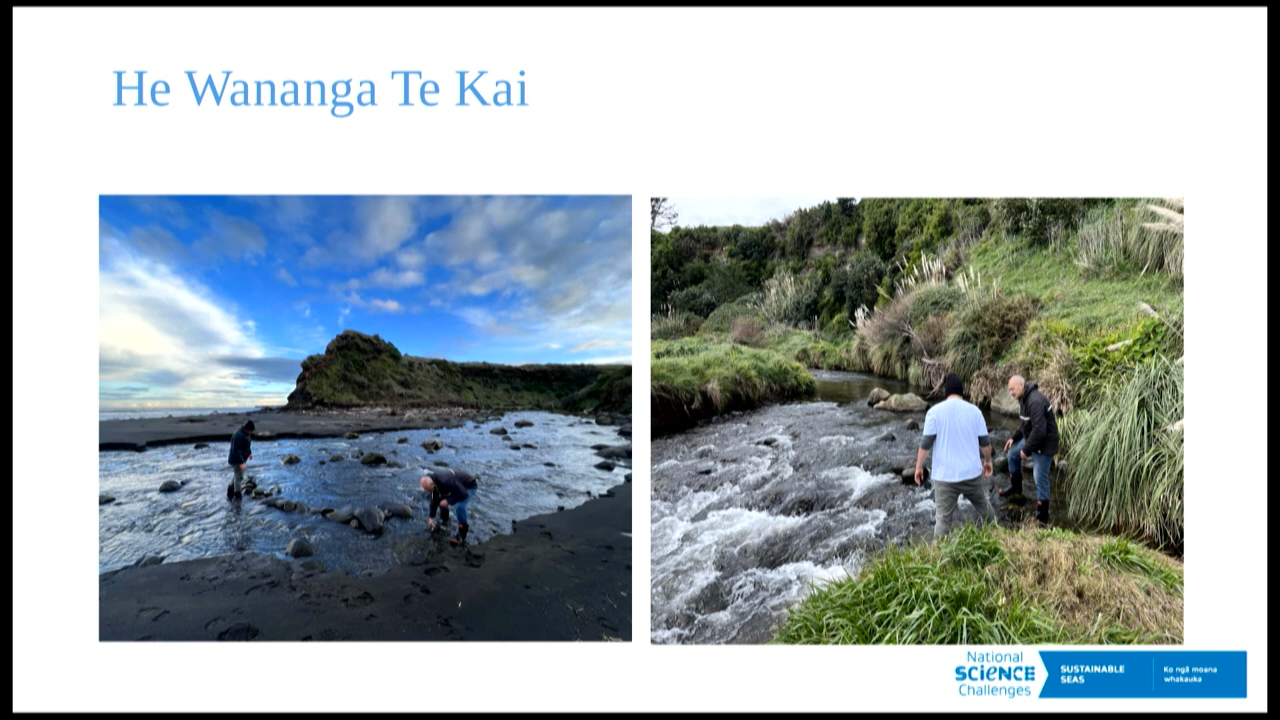 He Wananga Te Kai
National
SCIENCE
Challenges
SUSTAINABLE
SEAS
Ko ngā moana
whakauka